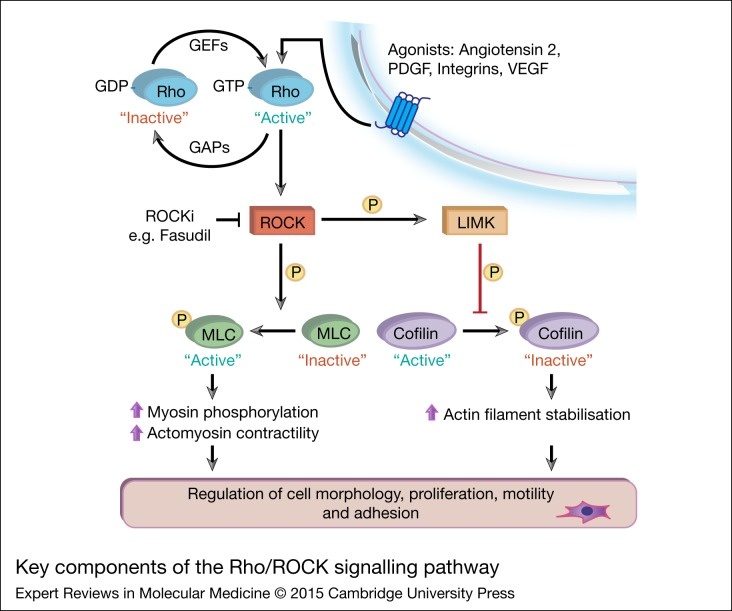 GEFs
Agonists: Angiotensin 2,
PDGF, Integrins, VEGF
GDP Rho
GTP Rho
“Inactive”
“Active”
GAPs
ROCKi
e.g. Fasudil
ROCK
P
LIMK
P
P
P
MLC
MLC
Cofilin
P
Cofilin
“Active”
“Inactive”
“Active”
“Inactive”
Myosin phosphorylation
Actomyosin contractility
Actin filament stabilisation
Regulation of cell morphology, proliferation, motility
and adhesion
Key components of the Rho/ROCK signalling pathway
Expert Reviews in Molecular Medicine © 2015 Cambridge University Press